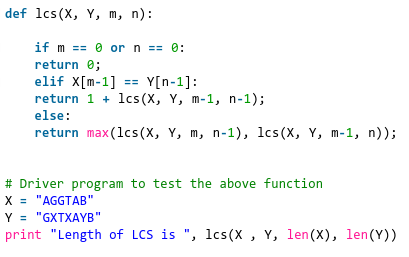 def lcs(X, Y, m, n):
if m == 0 or n == 0:
return 0;
elif X[m-1] == Y[n-1]:
return 1 + lcs(X, Y, m-1, n-1);
else:
return max(lcs(X, Y, m, n-1), lcs(X, Y, m-1, n));
# Driver program to test the above function
X = "AGGTAB"
Y = "GXTXAYB"
print "Length of LCS is ", lcs(X , Y, len(X), len(Y))